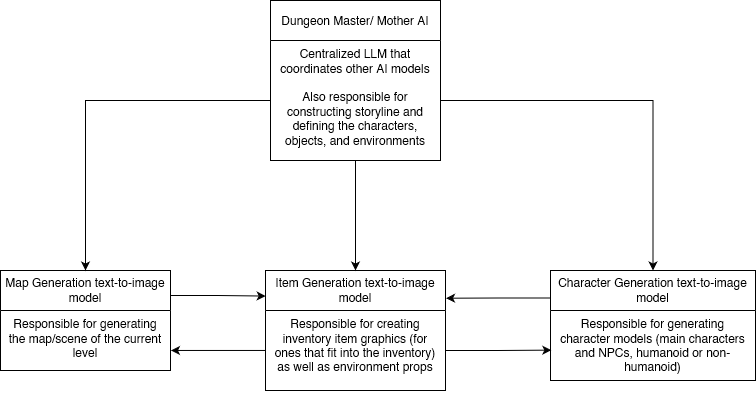 Dungeon Master/ Mother AI
Centralized LLM that
coordinates other AI models
Also responsible for
constructing storyline and
defining the characters,
objects, and environments
Map Generation text-to-image
model
Responsible for generating
the map/scene of the current
level
Item Generation text-to-image
model
Responsible for creating
inventory item graphics (for
ones that fit into the inventory)
as well as environment props
Character Generation text-to-image
model
Responsible for generating
character models (main characters
and NPCs, humanoid or non-
humanoid)